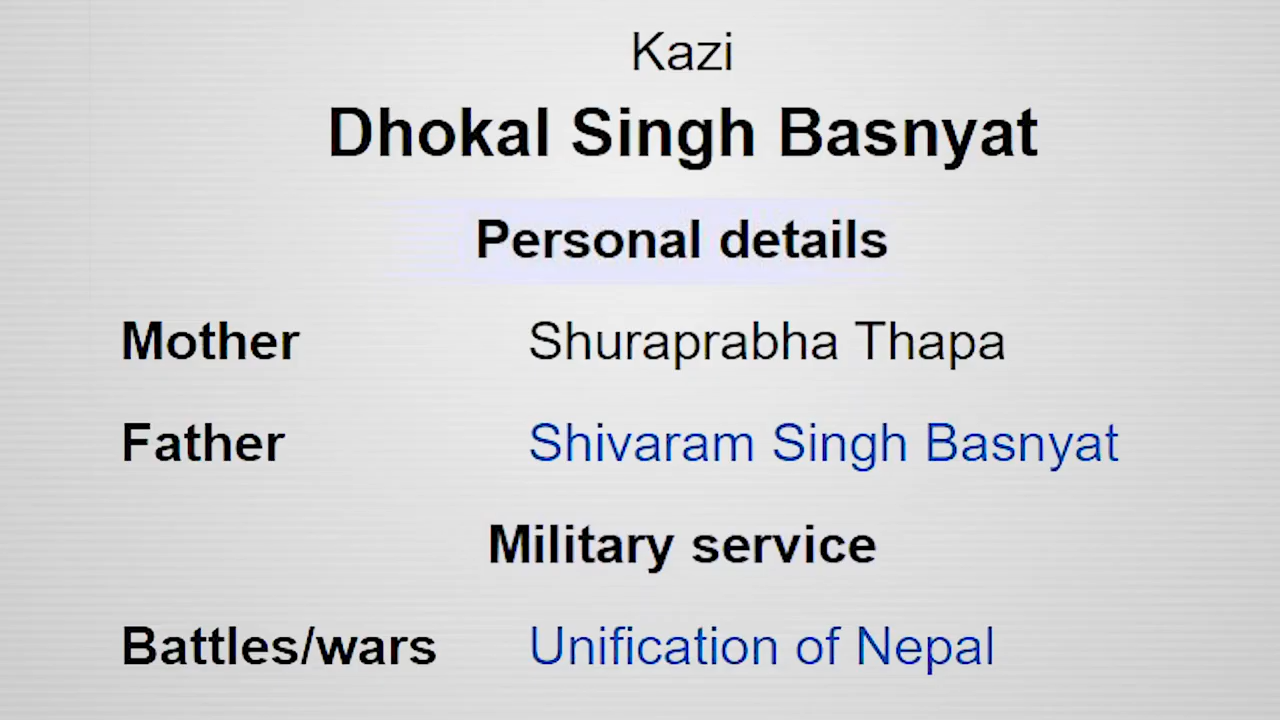 Kazi
Dhokal Singh Basnyat
Personal details
Mother Shuraprabha Thapa
Father Shivaram Singh Basnyat
Military service
Battles/wars Unification of Nepal